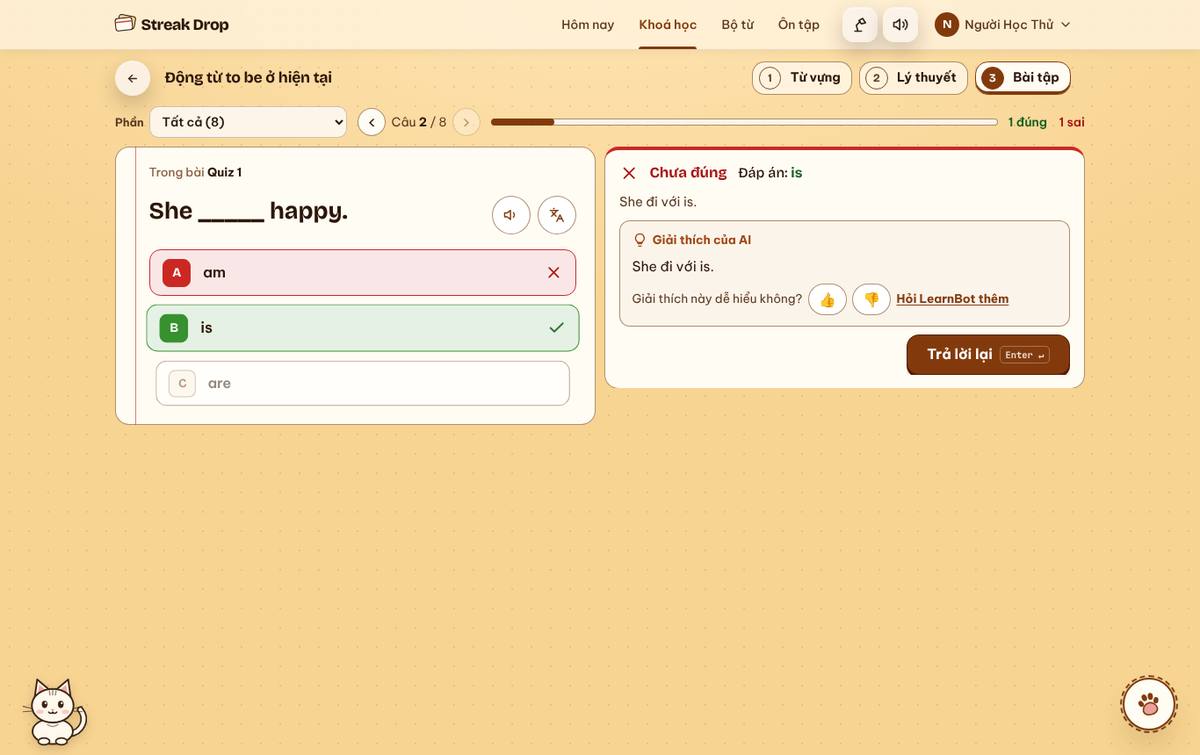 Streak Drop
Hôm nay Khoá học Bộ từ Ôn tập N Người Học Thử
Động từ to be ở hiện tại
1 Từ vựng 2 Lý thuyết 3 Bài tập
Phần Tất cả (8) Câu 2 / 8 1 đúng 1 sai
Trong bài Quiz 1
She _____ happy.
A am
B is
C are
Chưa đúng Đáp án: is
She đi với is.
Giải thích của AI
She đi với is.
Giải thích này dễ hiểu không? Hỏi LearnBot thêm
Trả lời lại Enter ↵